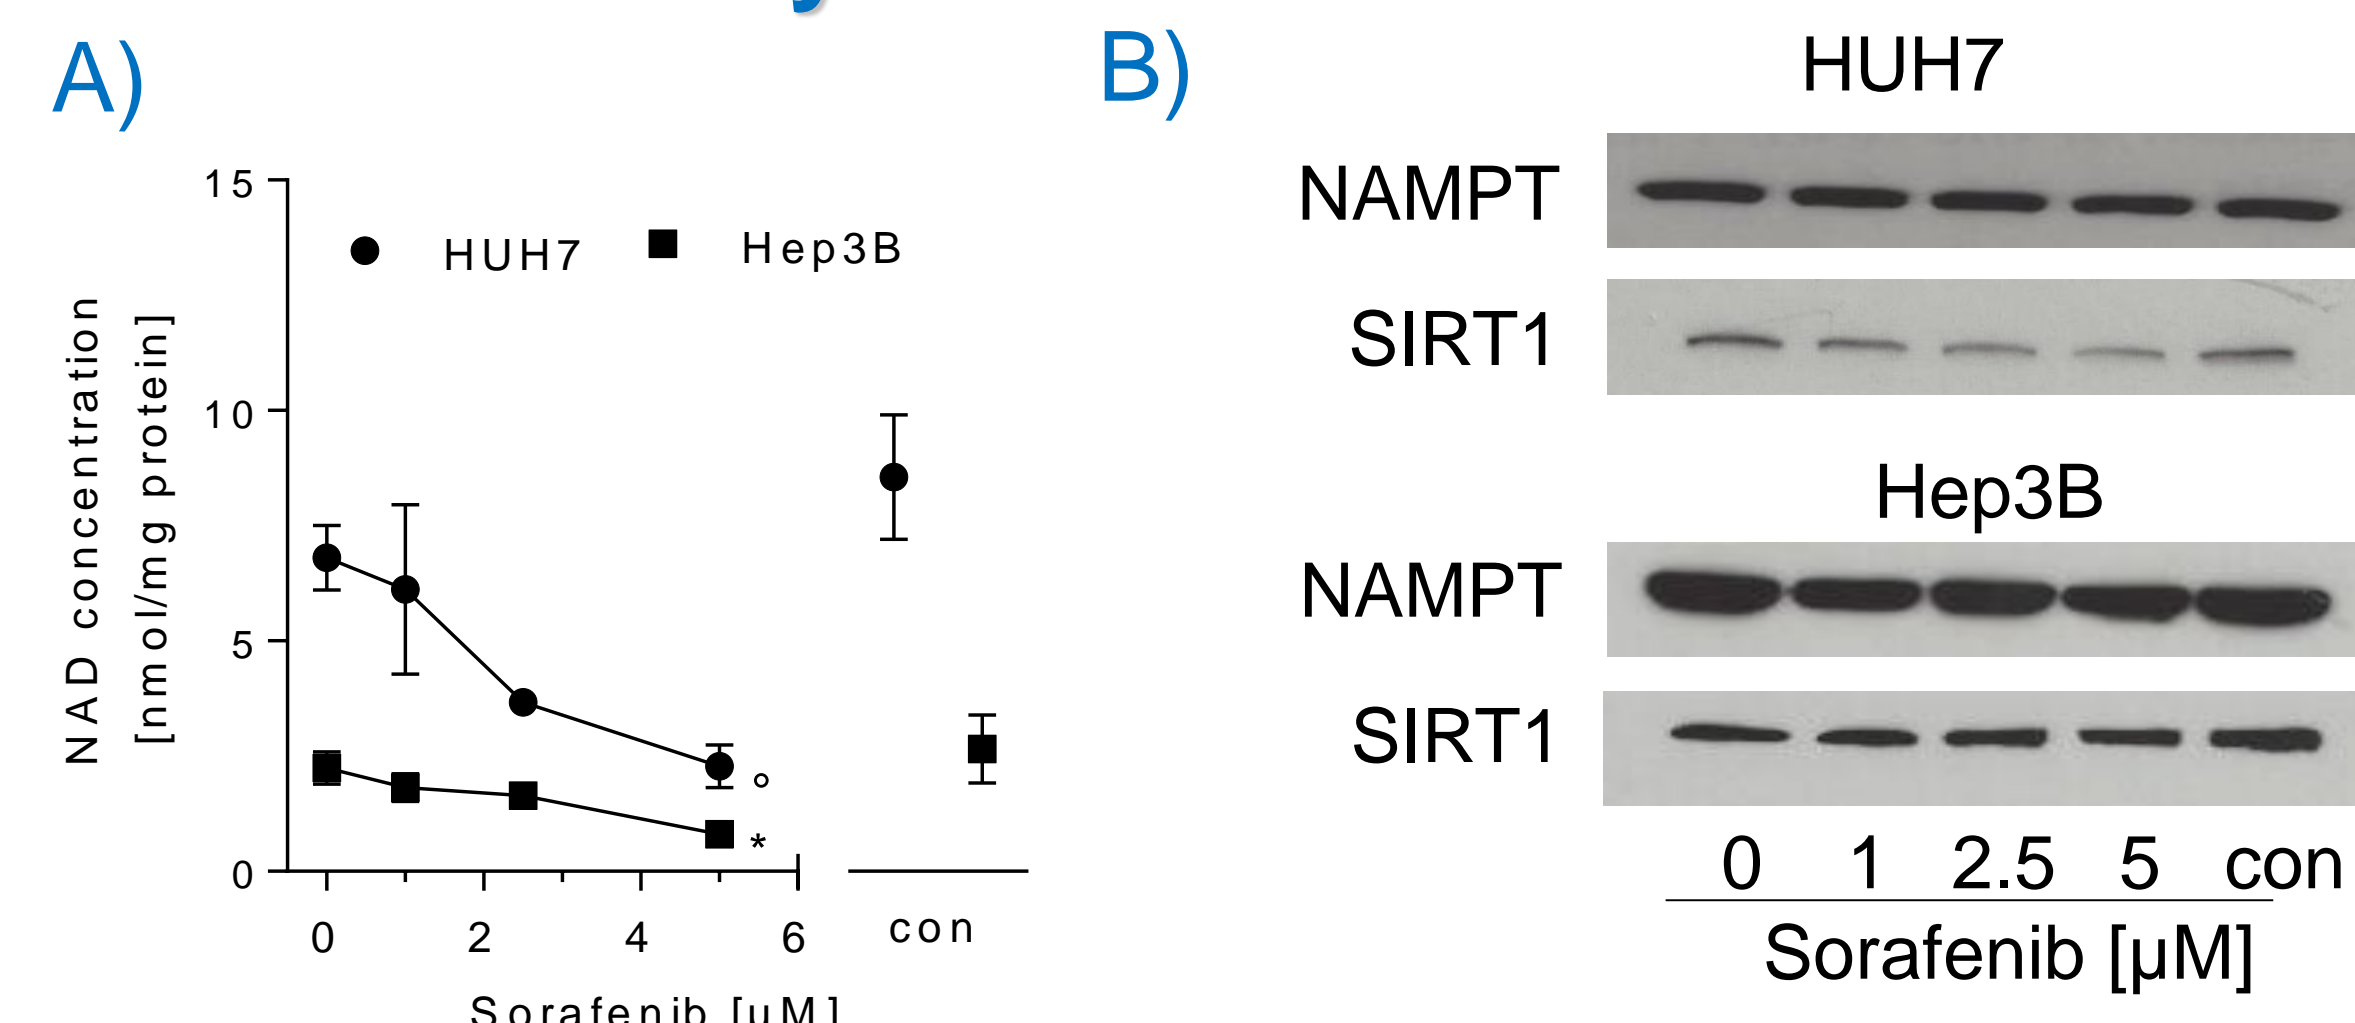 A)
15
10
5
0
HUH7
Hep3B
NAD concentration
[nmol/mg protein]
°
*
0 2 4 6
con
Sorafenib [µM]
B)
HUH7
NAMPT
SIRT1
Hep3B
NAMPT
SIRT1
0 1 2.5 5 con
Sorafenib [µM]